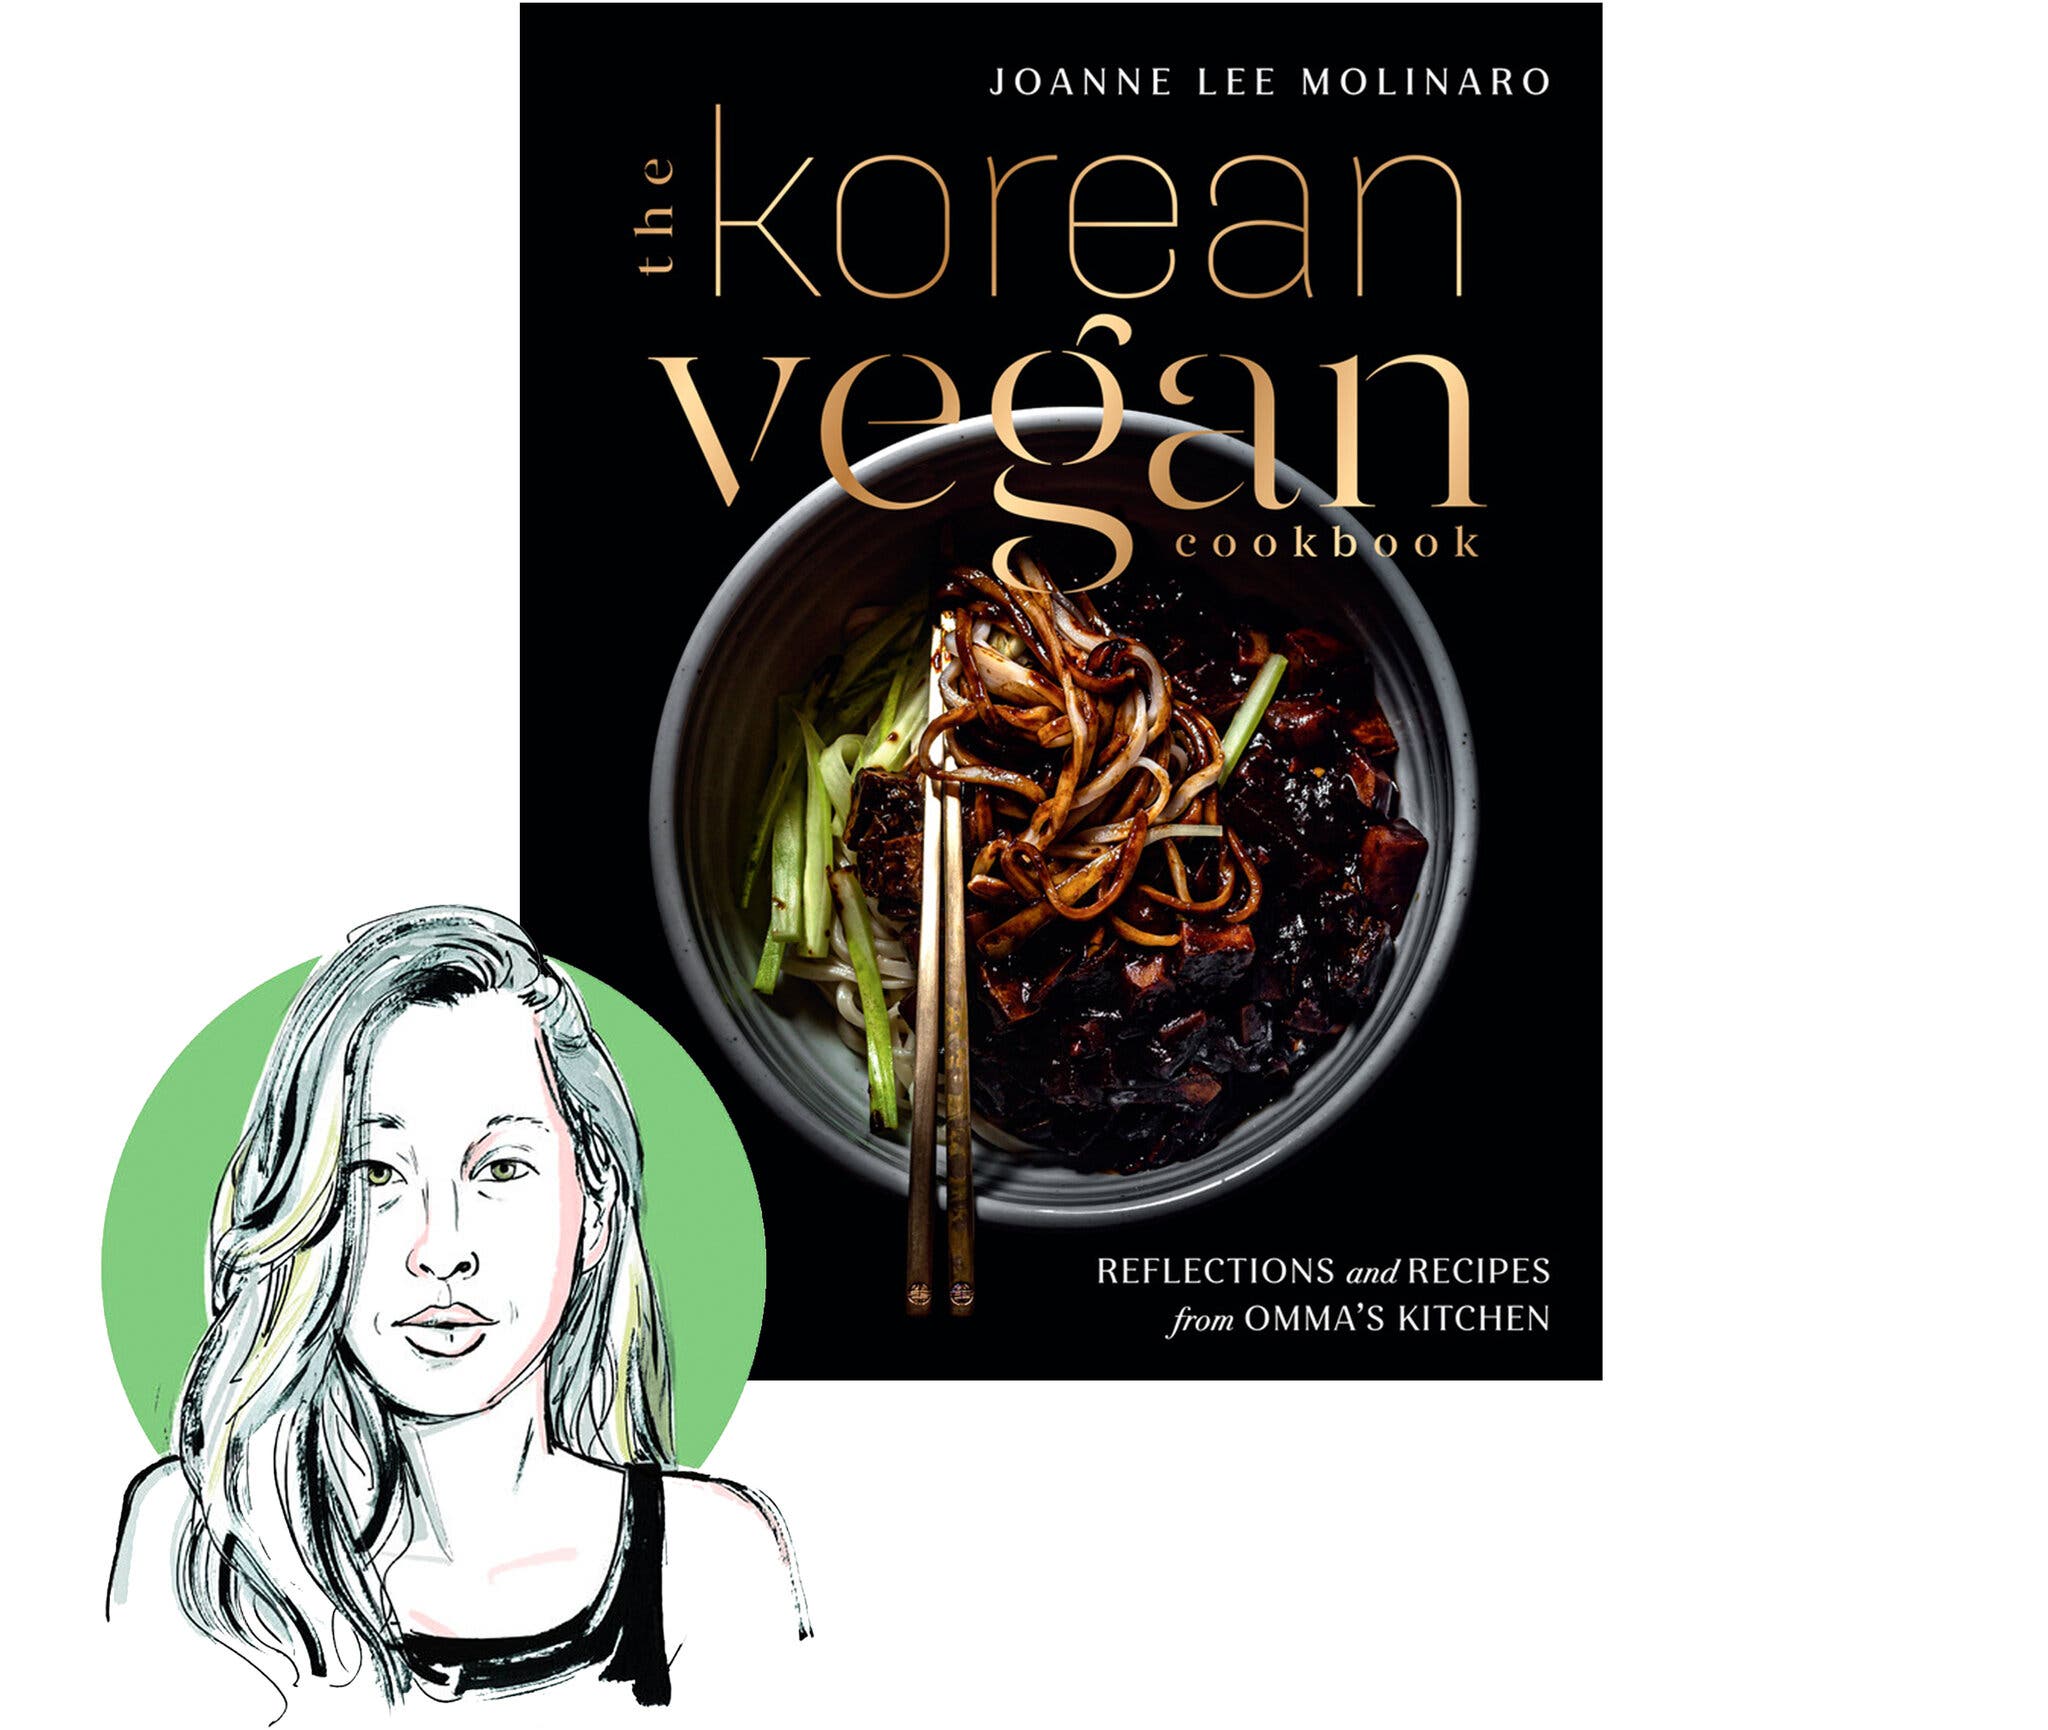 JOANNE LEE MOLINARO
the korean
vegan
cookbook
REFLECTIONS and RECIPES
from OMMA’S KITCHEN